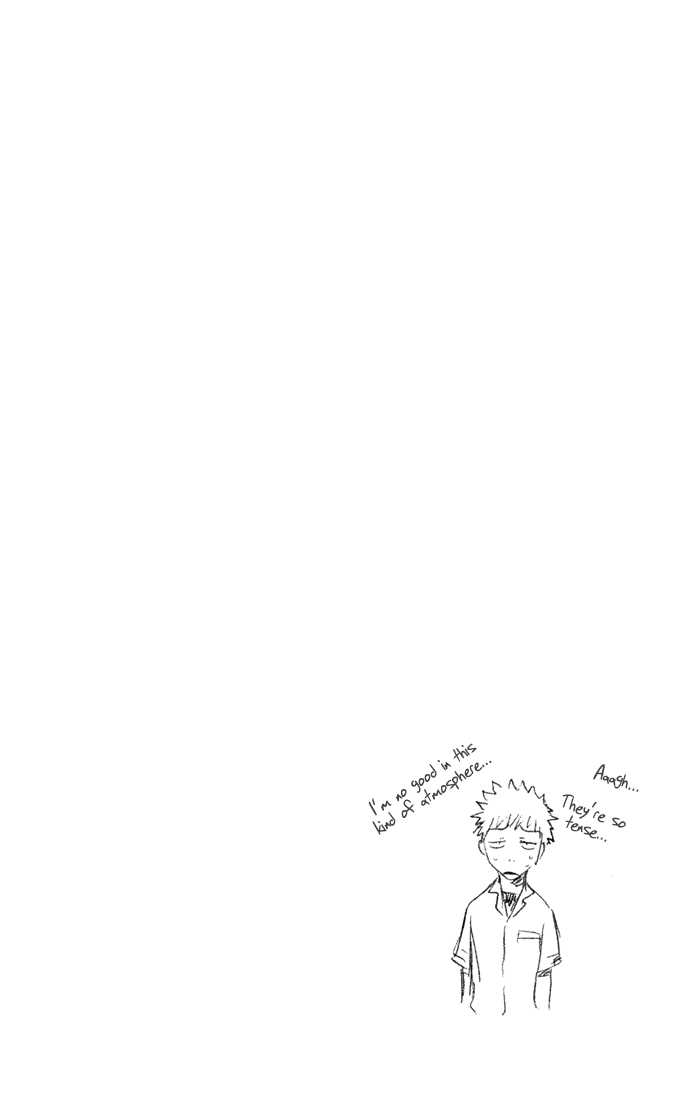 Aaagh...
They're so
tense...
I'm no good in this
kind of atmosphere...